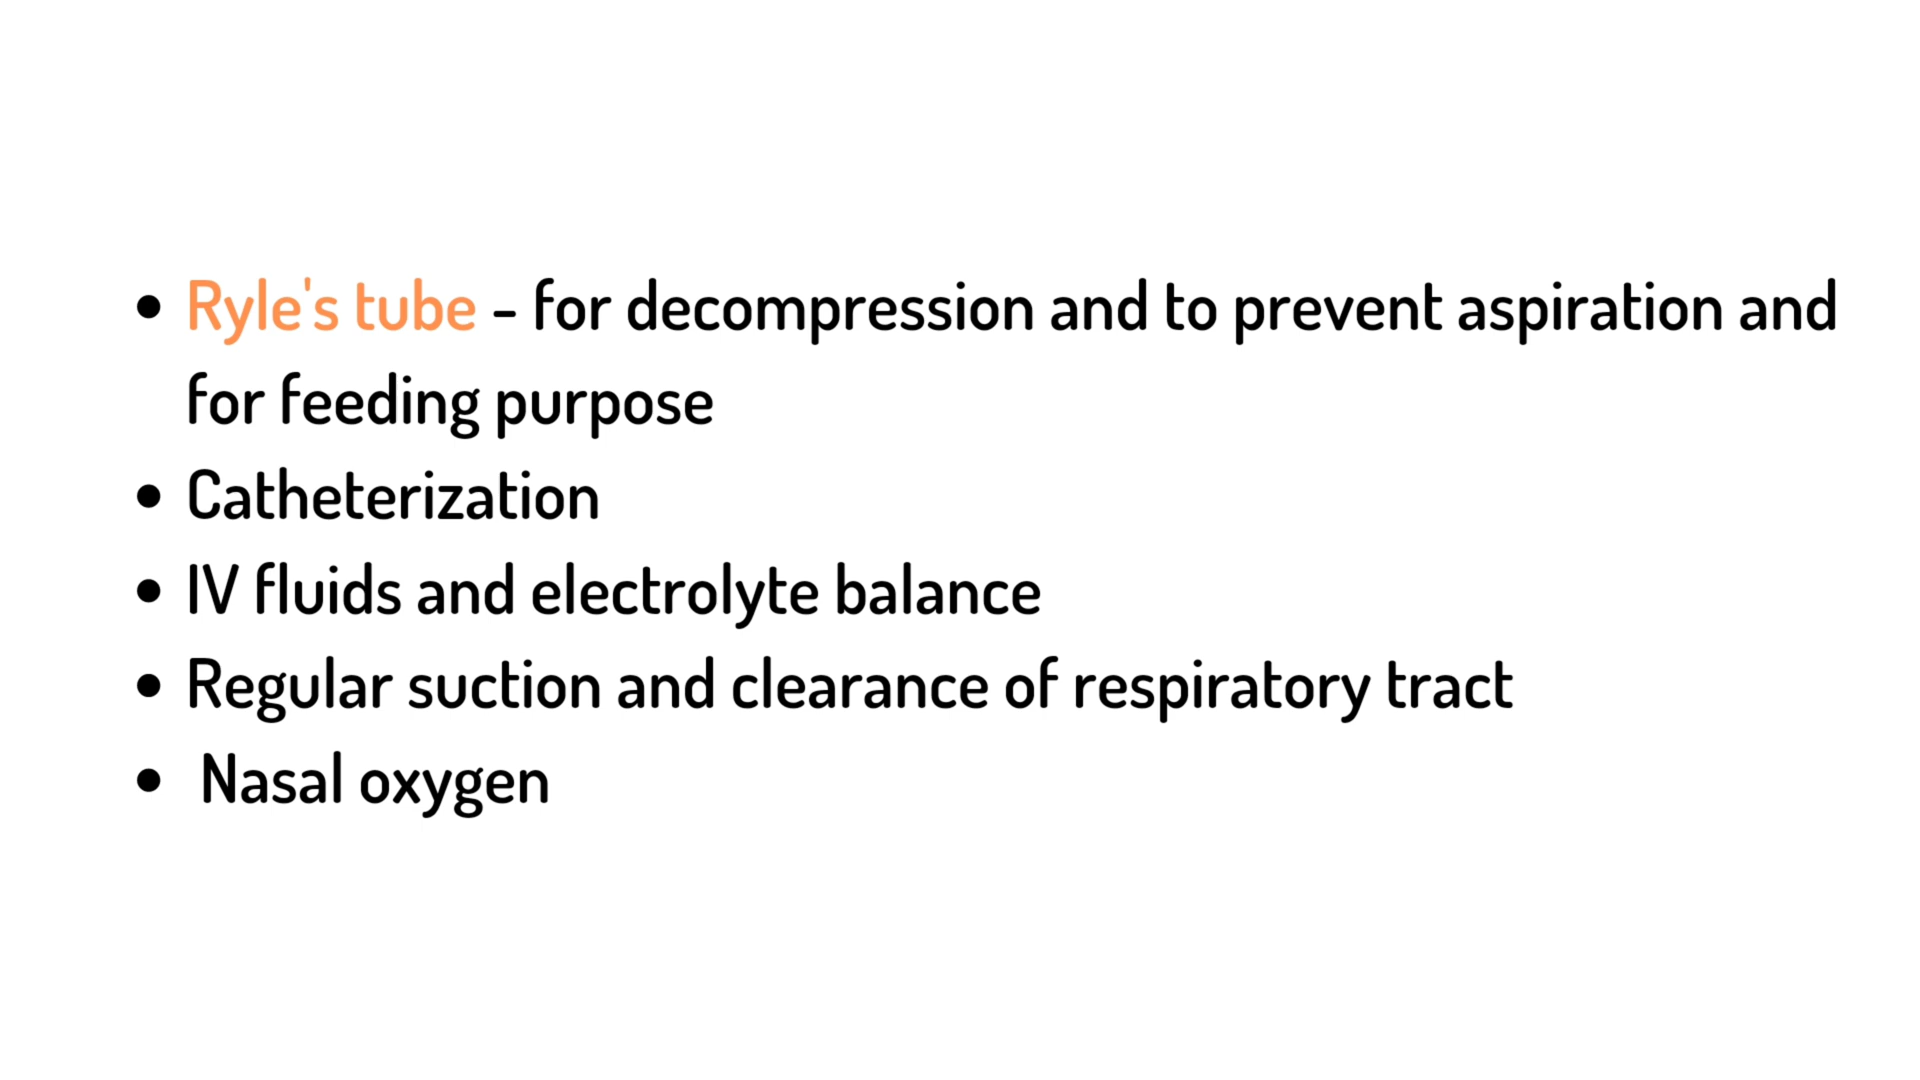 • Ryle's tube - for decompression and to prevent aspiration and
for feeding purpose
• Catheterization
• IV fluids and electrolyte balance
• Regular suction and clearance of respiratory tract
• Nasal oxygen